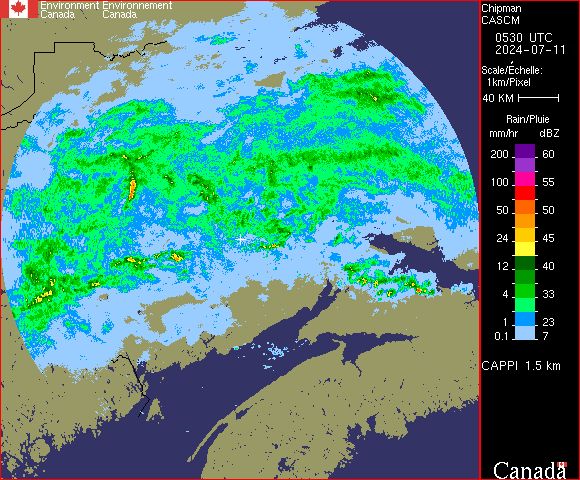 Environment Environnement
Canada Canada
Chipman
CASCM
0530 UTC
2024-07-11
Scale/Échelle:
1km/Pixel
40 KM
Rain/Pluie
mm/hr dBZ
200 60
100 55
50 50
24 45
12 40
4 33
0.1 23
7
CAPPI 1.5 km
Canada